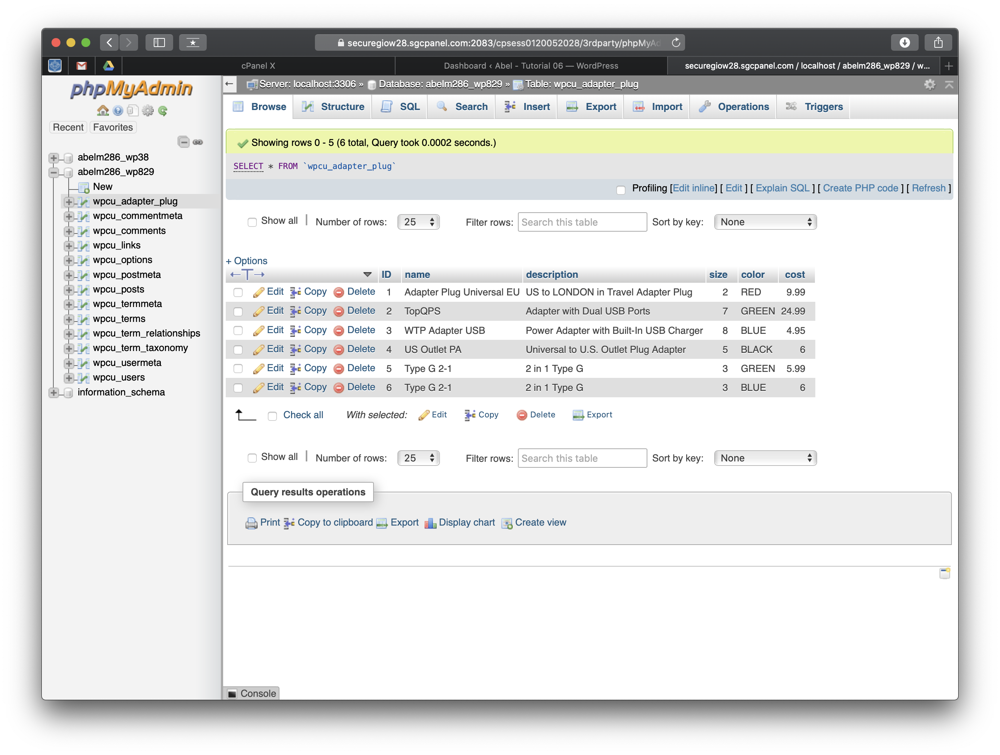 securegiow28.sgcpanel.com:2083/cpsess0120052028/3rdparty/phpMyAd
cPanel X
Dashboard ‹ Abel - Tutorial 06 — WordPress
securegiow28.sgcpanel.com / localhost / abelm286_wp829 / w...
phpMyAdmin
Recent Favorites
abelm286_wp38
abelm286_wp829
New
wpcu_adapter_plug
wpcu_commentmeta
wpcu_comments
wpcu_links
wpcu_options
wpcu_postmeta
wpcu_posts
wpcu_termmeta
wpcu_terms
wpcu_term_relationships
wpcu_term_taxonomy
wpcu_usermeta
wpcu_users
information_schema
Server: localhost:3306 » Database: abelm286_wp829 » Table: wpcu_adapter_plug
Browse Structure SQL Search Insert Export Import Operations Triggers
Showing rows 0 - 5 (6 total, Query took 0.0002 seconds.)
SELECT * FROM `wpcu_adapter_plug`
Profiling [Edit inline] [ Edit ] [ Explain SQL ] [ Create PHP code ] [ Refresh ]
Show all | Number of rows: 25 Filter rows: Search this table Sort by key: None
+ Options
←T→ ID name description size color cost
Edit Copy Delete 1 Adapter Plug Universal EU US to LONDON in Travel Adapter Plug 2 RED 9.99
Edit Copy Delete 2 TopQPS Adapter with Dual USB Ports 7 GREEN 24.99
Edit Copy Delete 3 WTP Adapter USB Power Adapter with Built-In USB Charger 8 BLUE 4.95
Edit Copy Delete 4 US Outlet PA Universal to U.S. Outlet Plug Adapter 5 BLACK 6
Edit Copy Delete 5 Type G 2-1 2 in 1 Type G 3 GREEN 5.99
Edit Copy Delete 6 Type G 2-1 2 in 1 Type G 3 BLUE 6
Check all With selected: Edit Copy Delete Export
Show all | Number of rows: 25 Filter rows: Search this table Sort by key: None
Query results operations
Print Copy to clipboard Export Display chart Create view
Console